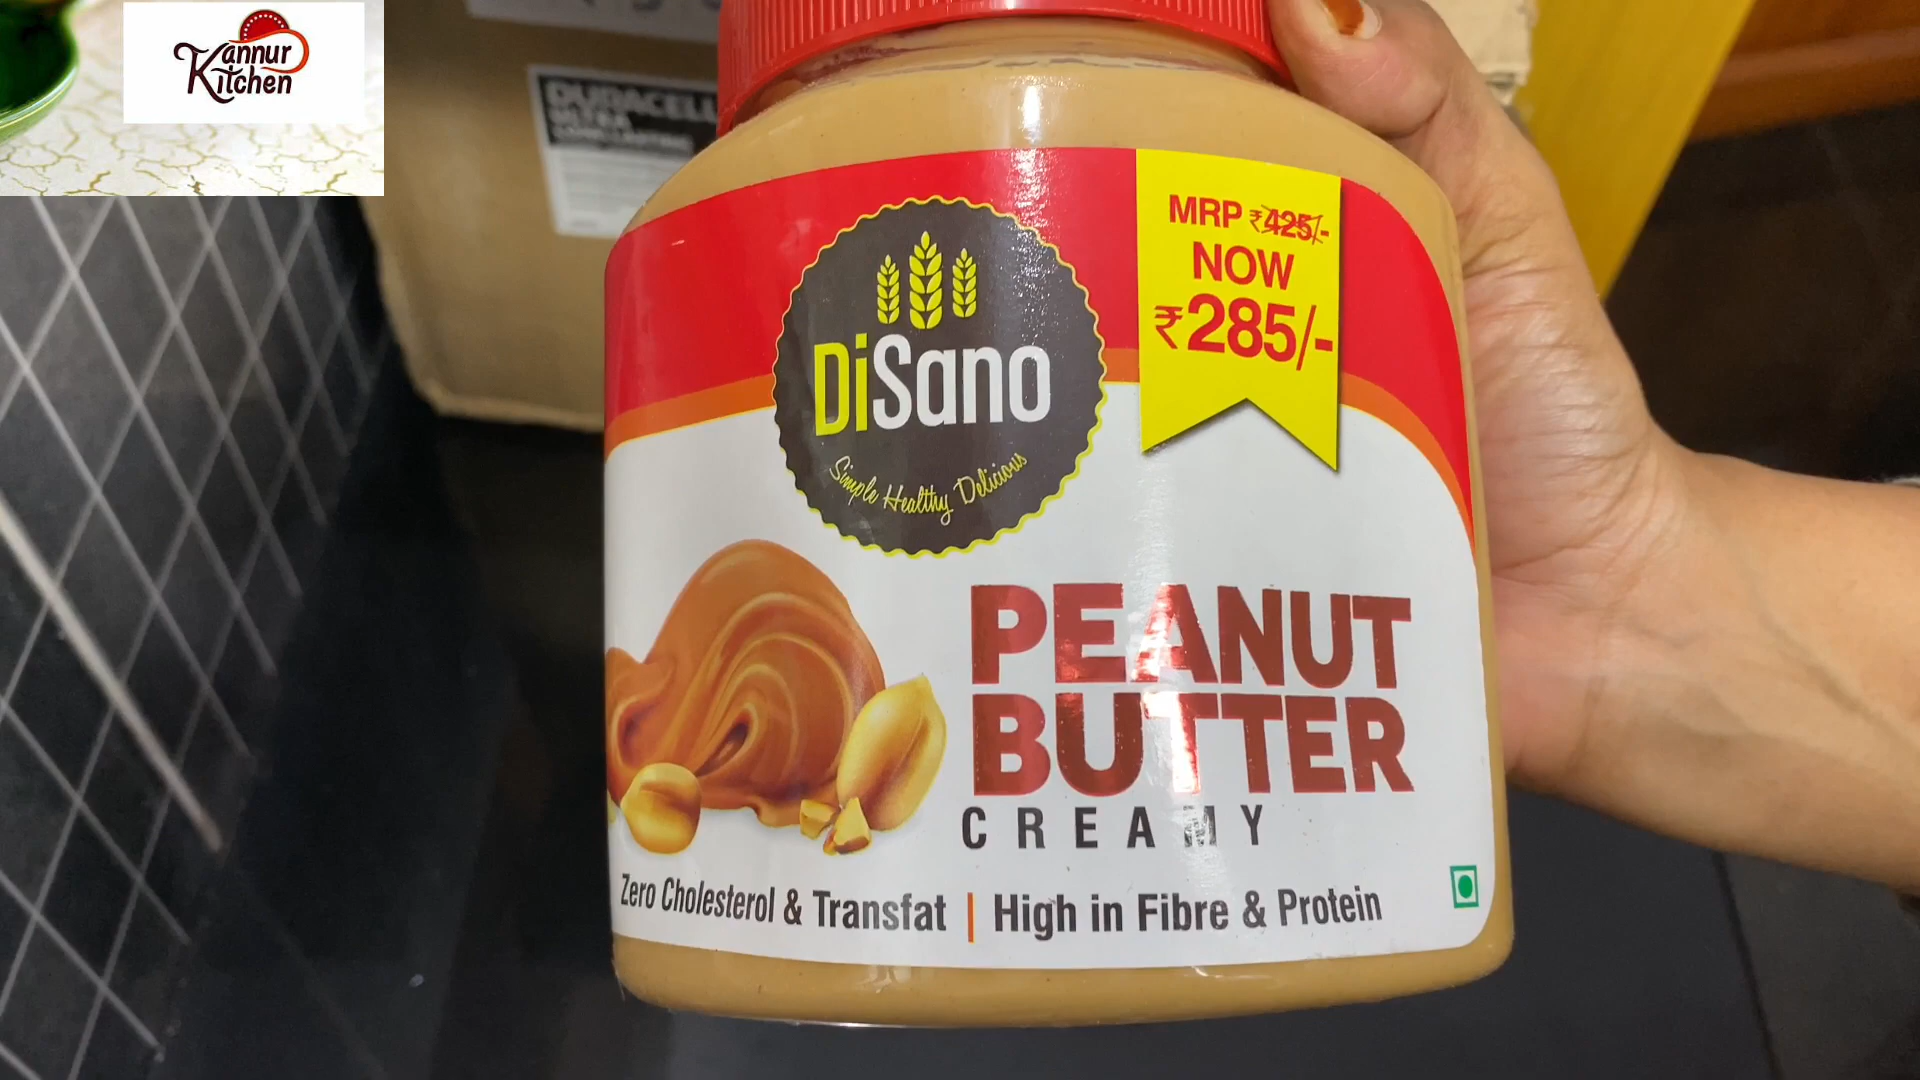 Kannur
Kitchen
DURACELL
ULTRA
MRP ₹425/-
NOW
₹285/-
DiSano
Simple Healthy Delicious
PEANUT
BUTTER
CREAMY
Zero Cholesterol & Transfat | High in Fibre & Protein